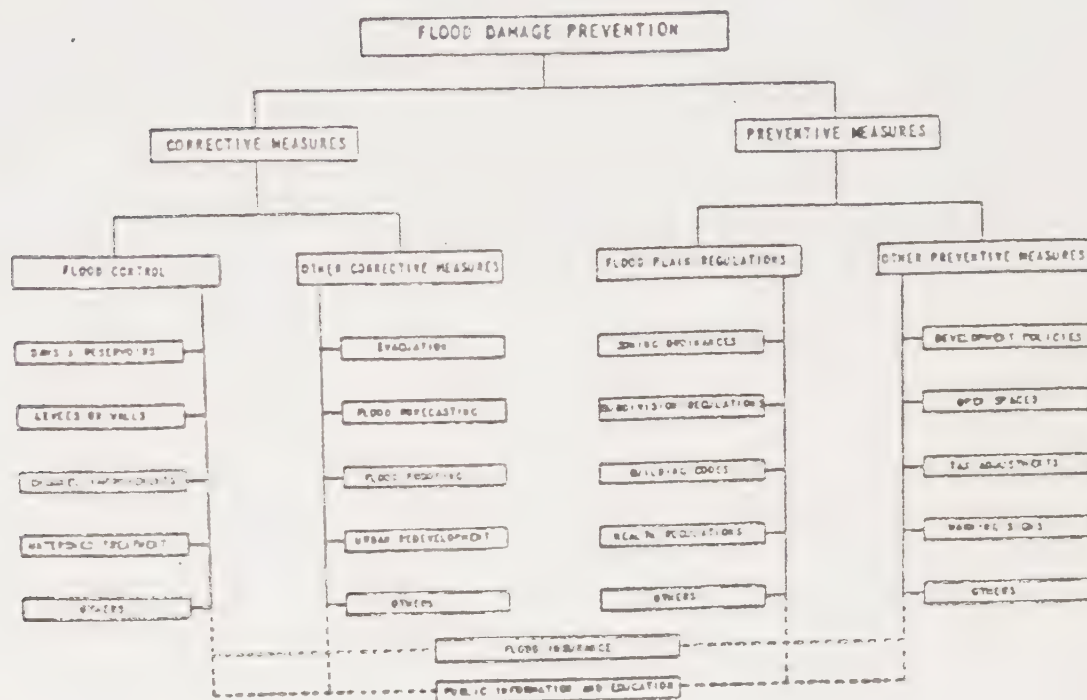 FLOOD DAMAGE PREVENTION
CORRECTIVE MEASURES
PREVENTIVE MEASURES
FLOOD CONTROL
OTHER CORRECTIVE MEASURES
FLOOD PLAIN REGULATIONS
OTHER PREVENTIVE MEASURES
DAMS & RESERVOIRS
LEVEES OR WALLS
CHANNEL IMPROVEMENTS
WATERSHED TREATMENT
OTHERS
EVACUATION
FLOOD FORECASTING
FLOOD PROOFING
URBAN REDEVELOPMENT
OTHERS
ZONING ORDINANCES
SUBDIVISION REGULATIONS
BUILDING CODES
HEALTH REGULATIONS
OTHERS
DEVELOPMENT POLICIES
OPEN SPACES
TAX ADJUSTMENTS
WARNING SIGNS
OTHERS
FLOOD INSURANCE
PUBLIC INFORMATION AND EDUCATION